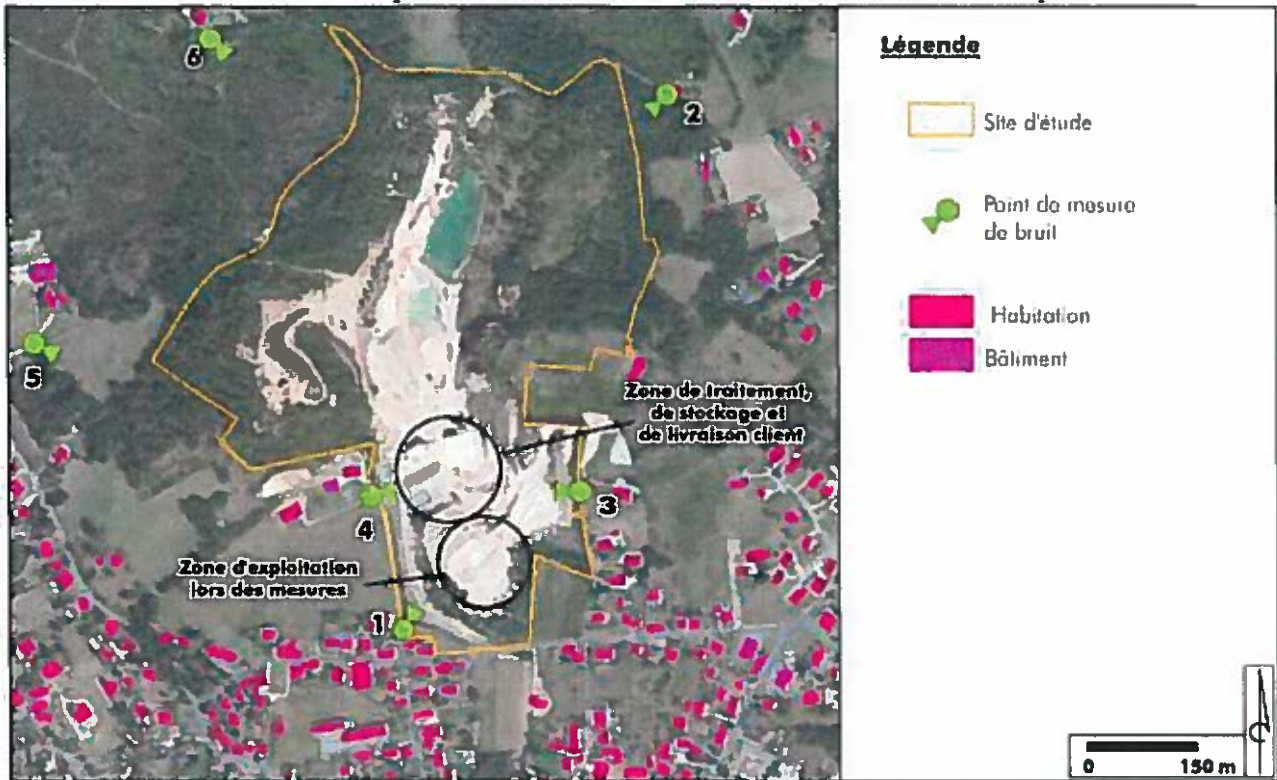 6
2
5
Zone de traitement,
de stockage et
de livraison client
4
3
Zone d'exploitation
lors des mesures
1
Légende
Site d'étude
Point de mesure
de bruit
Habitation
Bâtiment
0 150 m